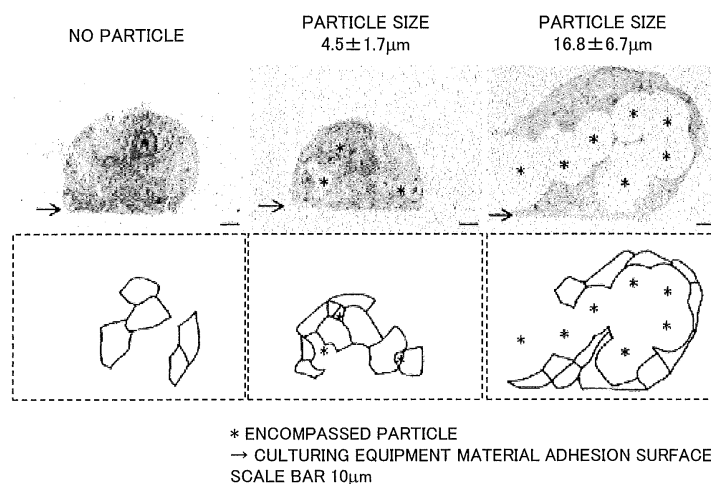 NO PARTICLE
PARTICLE SIZE
4.5±1.7μm
PARTICLE SIZE
16.8±6.7μm
* ENCOMPASSED PARTICLE
→ CULTURING EQUIPMENT MATERIAL ADHESION SURFACE
SCALE BAR 10μm